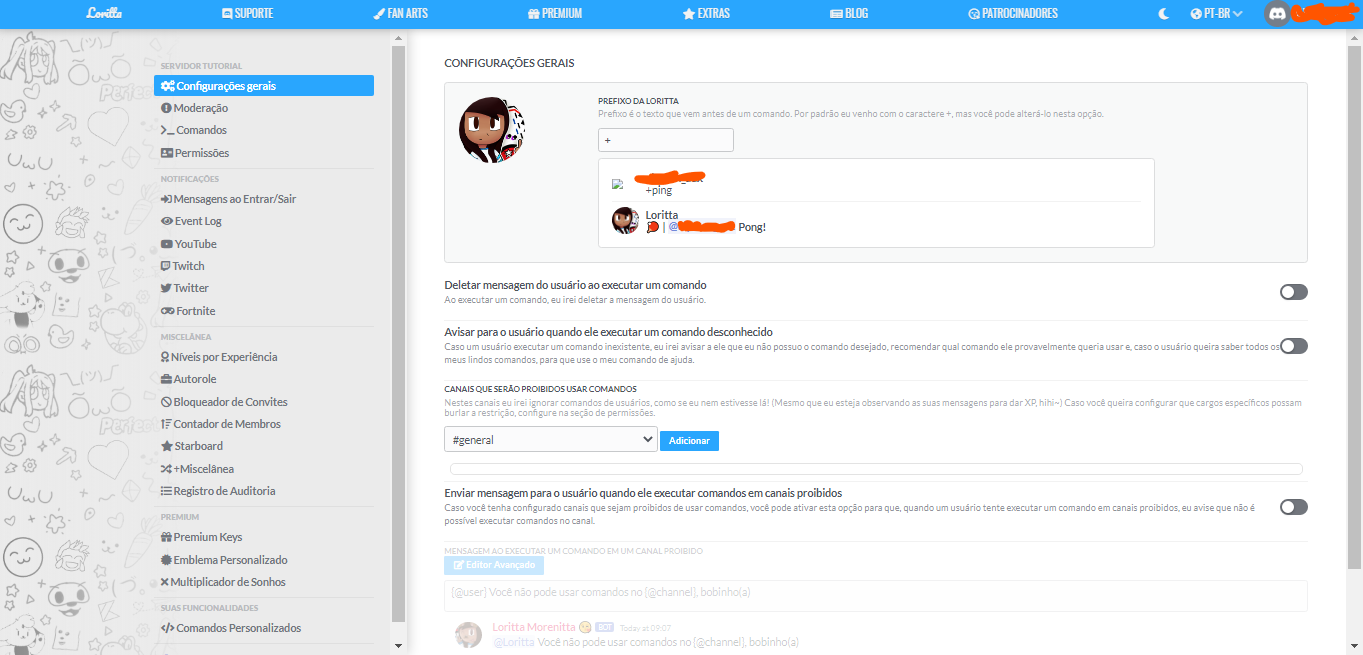 Loritta
SUPORTE
FAN ARTS
PREMIUM
EXTRAS
BLOG
PATROCINADORES
PT-BR
SERVIDOR TUTORIAL
Configurações gerais
Moderação
Comandos
Permissões
NOTIFICAÇÕES
Mensagens ao Entrar/Sair
Event Log
YouTube
Twitch
Twitter
Fortnite
MISCELÂNEA
Níveis por Experiência
Autorole
Bloqueador de Convites
Contador de Membros
Starboard
+Miscelânea
Registro de Auditoria
PREMIUM
Premium Keys
Emblema Personalizado
Multiplicador de Sonhos
SUAS FUNCIONALIDADES
Comandos Personalizados
CONFIGURAÇÕES GERAIS
PREFIXO DA LORITTA
Prefixo é o texto que vem antes de um comando. Por padrão eu venho com o caractere +, mas você pode alterá-lo nesta opção.
+
+ping
Loritta
| @ Pong!
Deletar mensagem do usuário ao executar um comando
Ao executar um comando, eu irei deletar a mensagem do usuário.
Avisar para o usuário quando ele executar um comando desconhecido
Caso um usuário executar um comando inexistente, eu irei avisar a ele que eu não possuo o comando desejado, recomendar qual comando ele provavelmente queria usar e, caso o usuário queira saber todos os
meus lindos comandos, para que use o meu comando de ajuda.
CANAIS QUE SERÃO PROIBIDOS USAR COMANDOS
Nestes canais eu irei ignorar comandos de usuários, como se eu nem estivesse lá! (Mesmo que eu esteja observando as suas mensagens para dar XP, hihi~) Caso você queira configurar que cargos específicos possam
burlar a restrição, configure na seção de permissões.
#general
Adicionar
Enviar mensagem para o usuário quando ele executar comandos em canais proibidos
Caso você tenha configurado canais que sejam proibidos de usar comandos, você pode ativar esta opção para que, quando um usuário tente executar um comando em canais proibidos, eu avise que não é
possível executar comandos no canal.
MENSAGEM AO EXECUTAR UM COMANDO EM UM CANAL PROIBIDO
Editor Avançado
{@user} Você não pode usar comandos no {@channel}, bobinho(a)
Loritta Morenitta BOT Today at 09:07
@Loritta Você não pode usar comandos no {@channel}, bobinho(a)